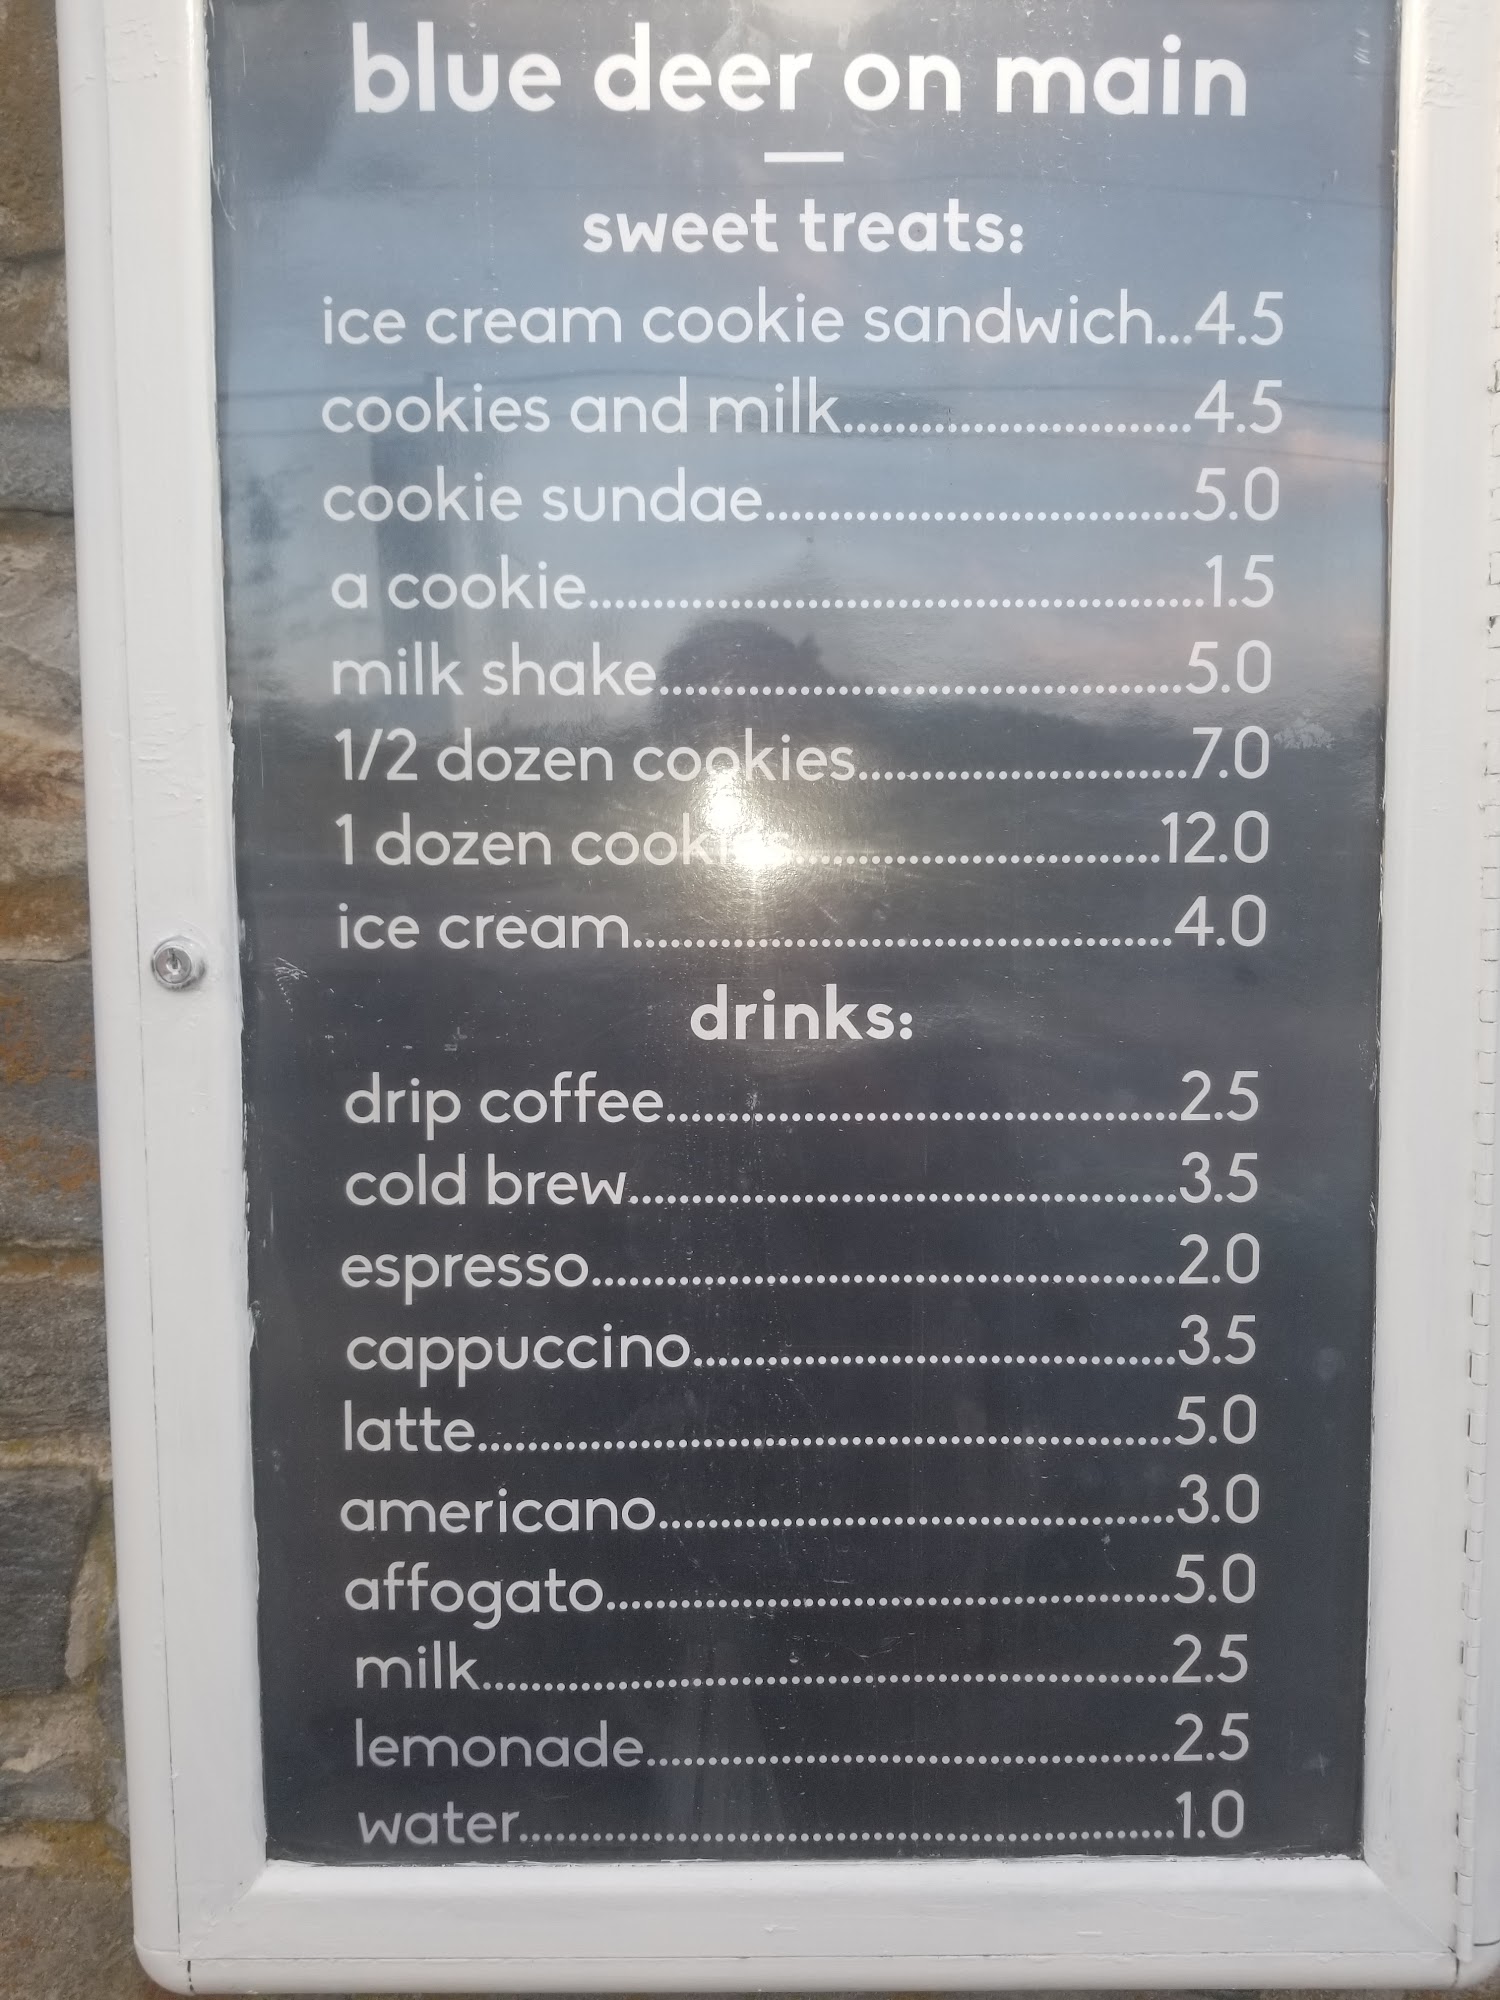 blue deer on main
sweet treats:
ice cream cookie sandwich...4.5
cookies and milk.................................4.5
cookie sundae........................................5.0
a cookie..........................................................1.5
milk shake.................................................5.0
1/2 dozen cookies...............................7.0
1 dozen cookies...................................12.0
ice cream...................................................4.0
drinks:
drip coffee................................................2.5
cold brew...................................................3.5
espresso......................................................2.0
cappuccino.............................................3.5
latte................................................................5.0
americano................................................3.0
affogato.....................................................5.0
milk................................................................2.5
lemonade.................................................2.5
water.............................................................1.0